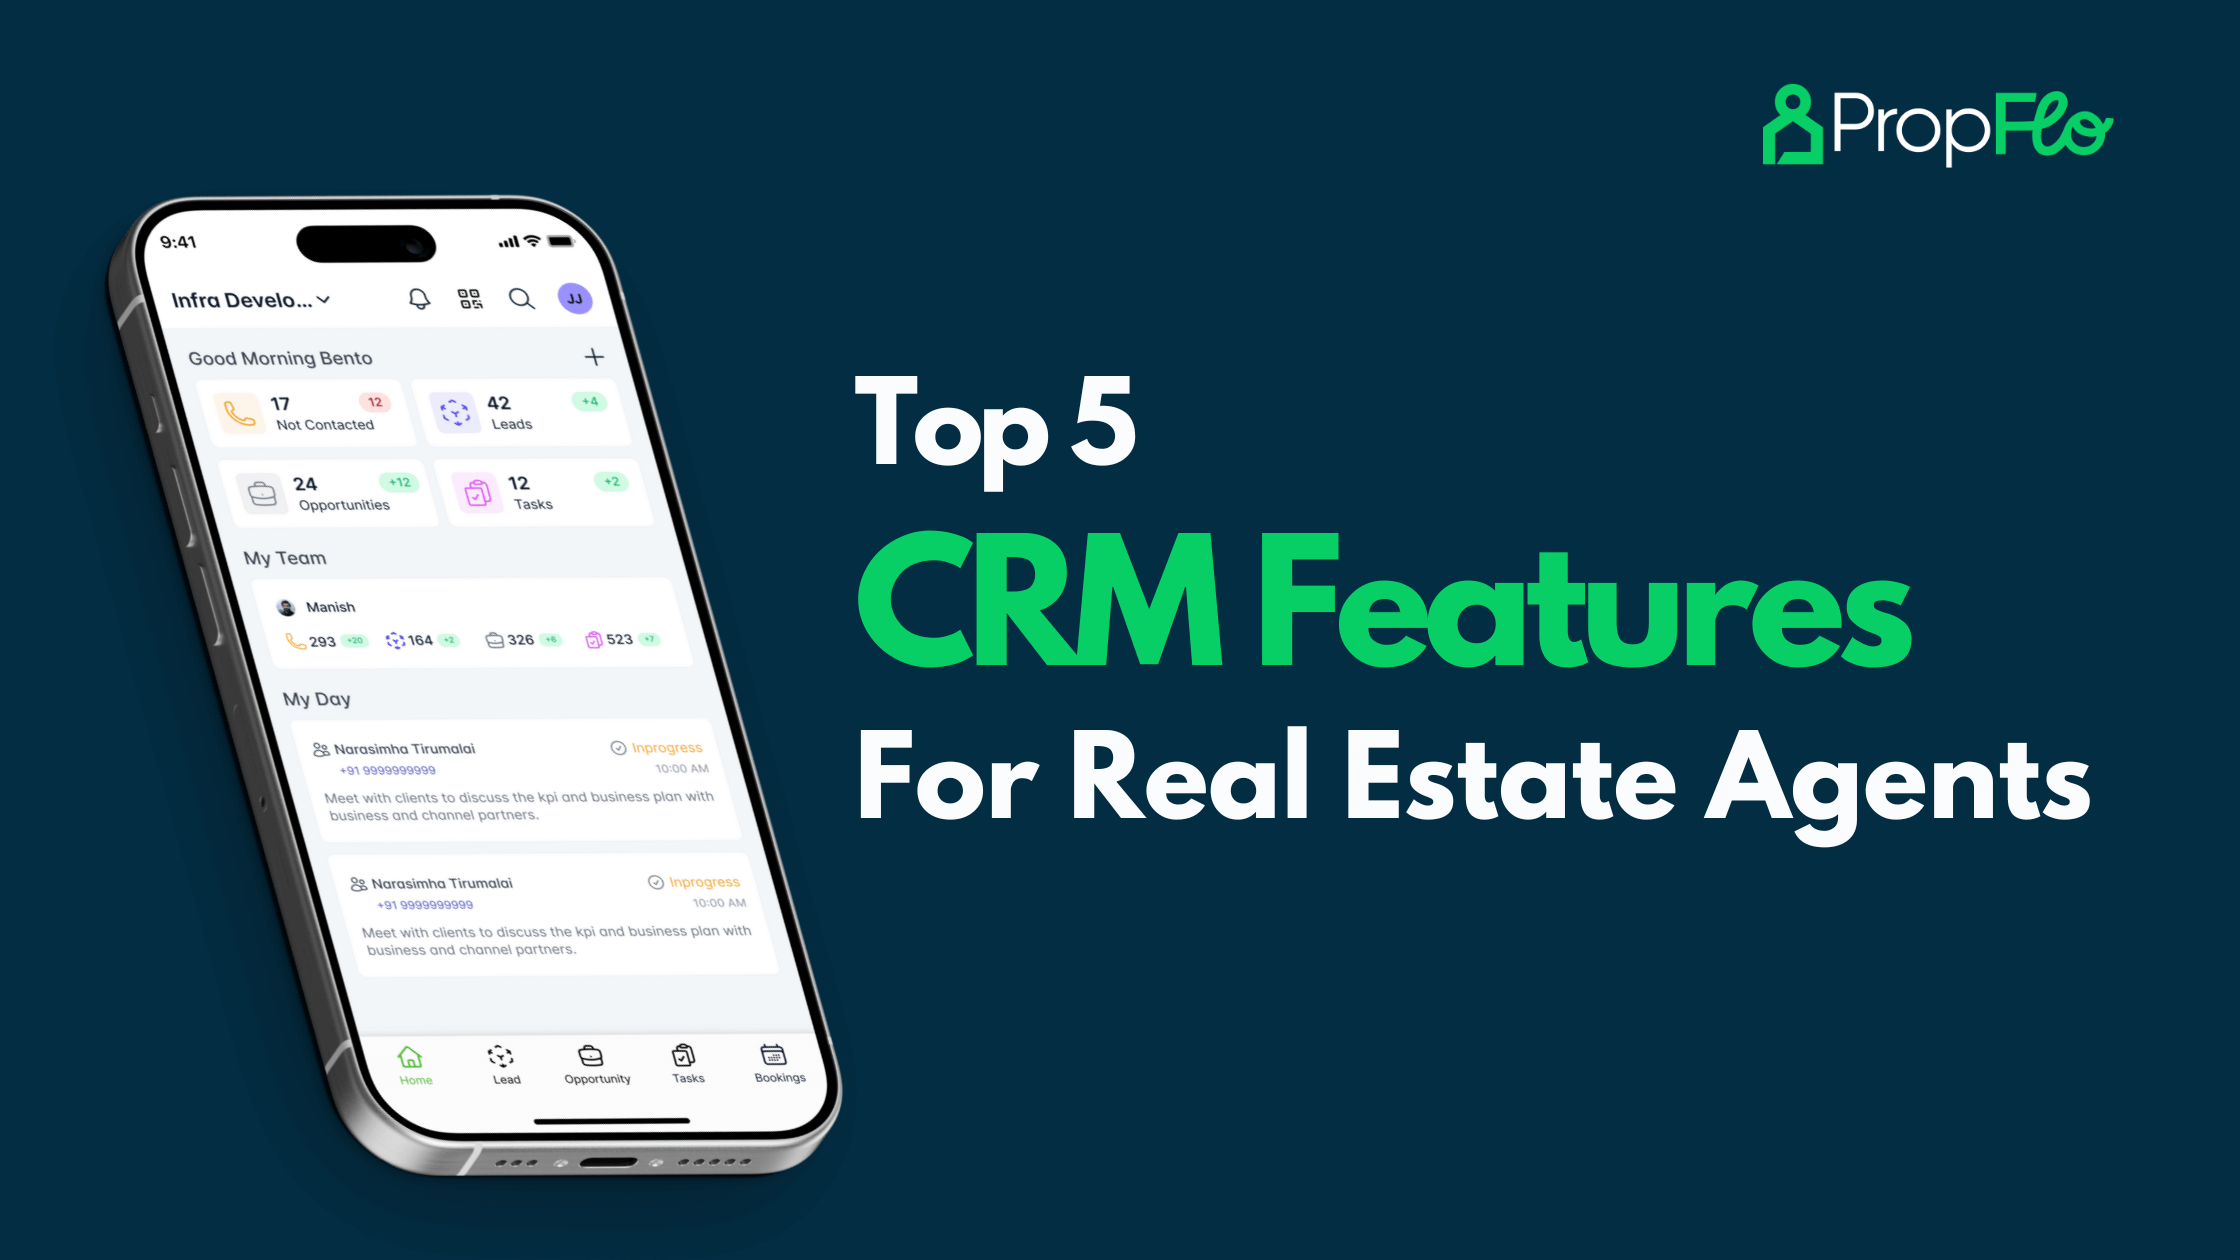 PropFlo
9:41
Infra Develo...
JJ
Good Morning Bento
17
12
Not Contacted
42
+4
Leads
24
+12
Opportunities
12
+2
Tasks
My Team
Manish
293 +20 164 +2 326 +6 523 +7
My Day
Narasimha Tirumalai
Inprogress
+91 9999999999
10:00 AM
Meet with clients to discuss the kpi and business plan with
business and channel partners.
Narasimha Tirumalai
Inprogress
+91 9999999999
10:00 AM
Meet with clients to discuss the kpi and business plan with
business and channel partners.
Home Lead Opportunity Tasks Bookings
Top 5
CRM Features
For Real Estate Agents